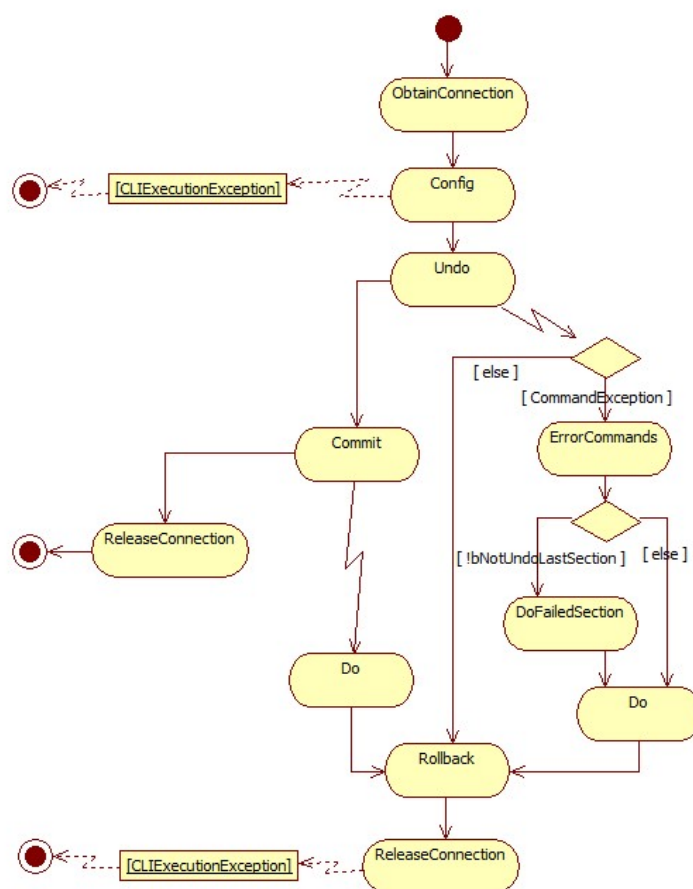 ObtainConnection
[CLIExecutionException]
Config
Undo
[ else ]
[ CommandException ]
Commit
ErrorCommands
ReleaseConnection
[ !bNotUndoLastSection ]
[ else ]
DoFailedSection
Do
Do
Rollback
[CLIExecutionException]
ReleaseConnection